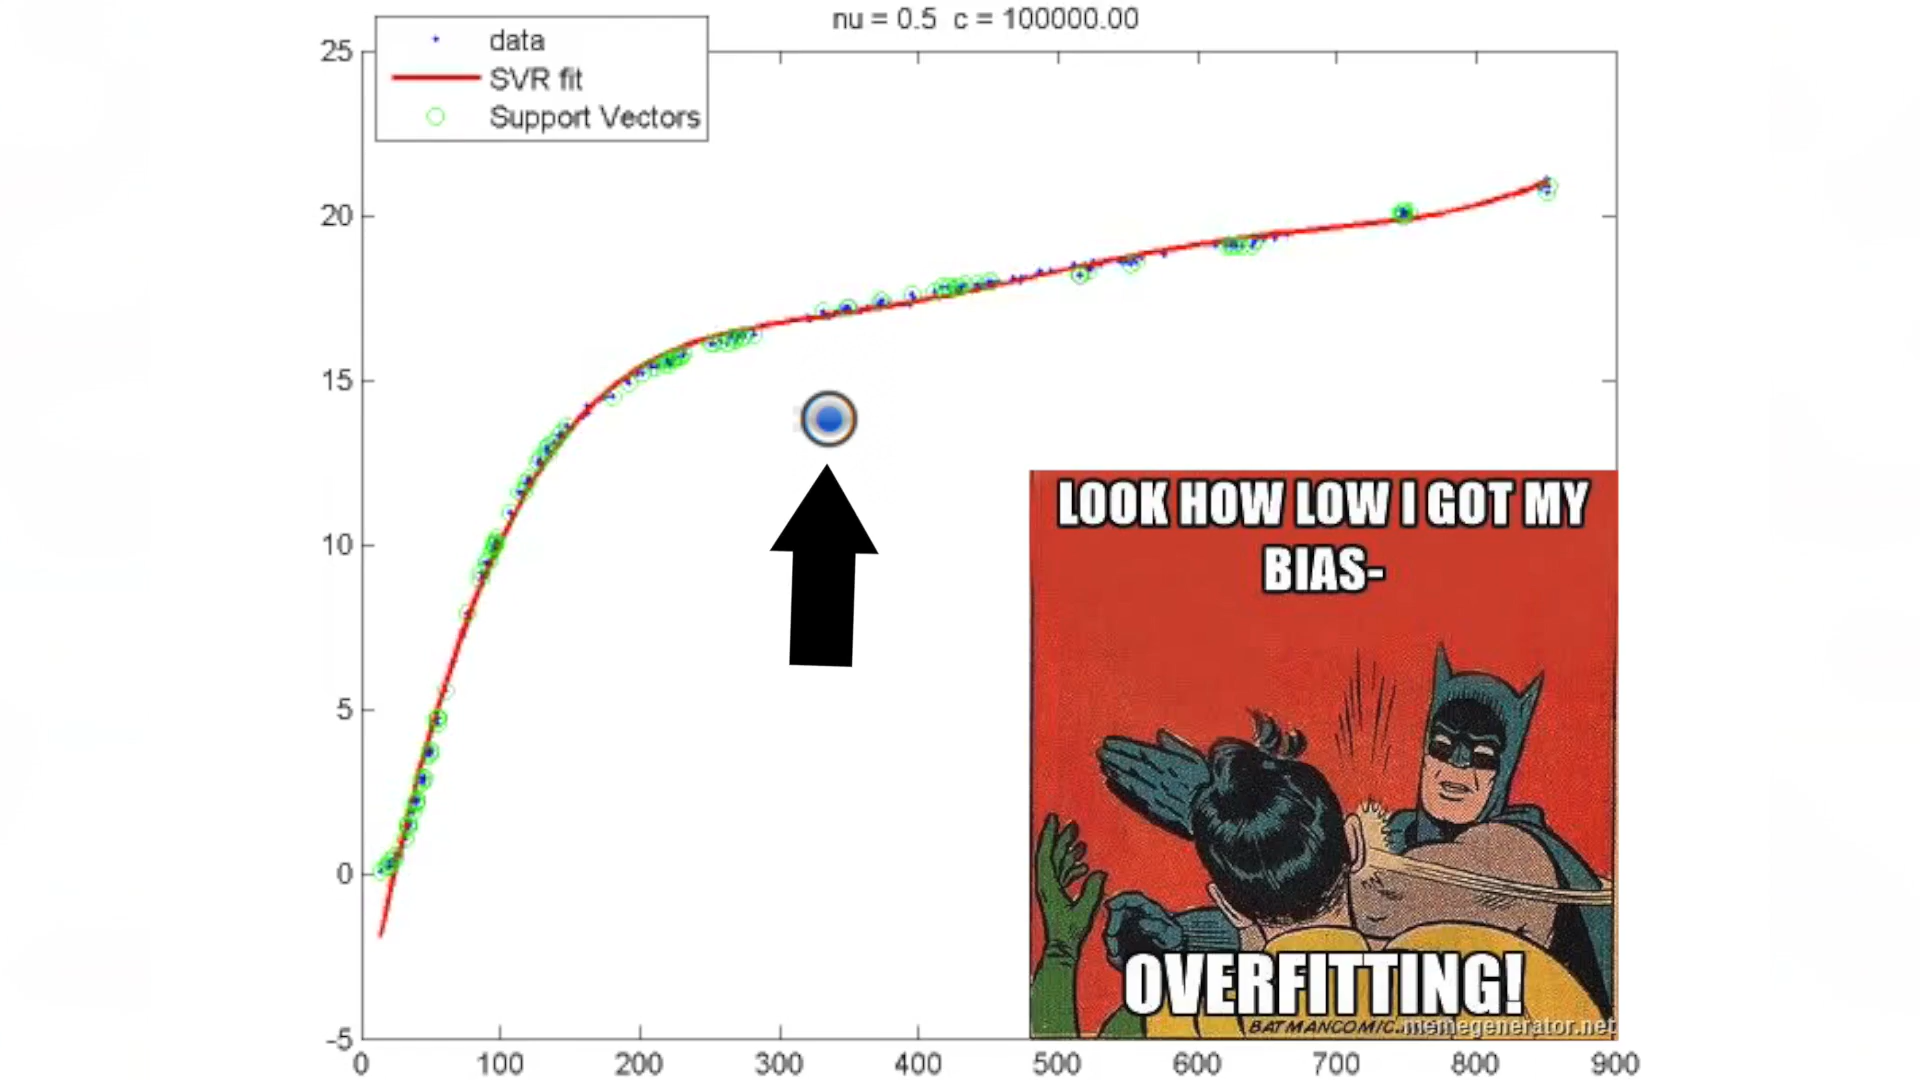 nu = 0.5 c = 100000.00
data
SVR fit
Support Vectors
25
20
15
10
5
0
-5
0 100 200 300 400 500 600 700 800 900
LOOK HOW LOW I GOT MY
BIAS-
OVERFITTING!
BATMANCOMIC.
memegenerator.net